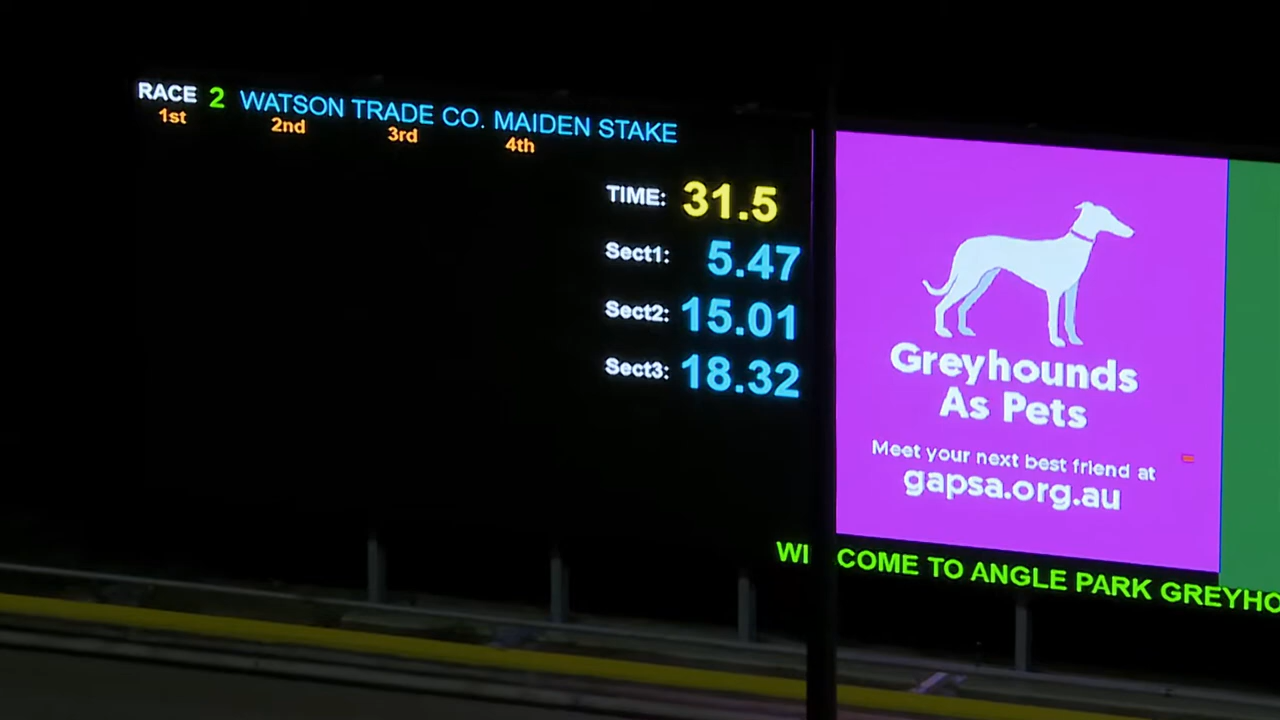 RACE 2 WATSON TRADE CO. MAIDEN STAKE
1st 2nd 3rd 4th
TIME: 31.5
Sect1: 5.47
Sect2: 15.01
Sect3: 18.32
Greyhounds
As Pets
Meet your next best friend at
gapsa.org.au
COME TO ANGLE PARK GREYHO